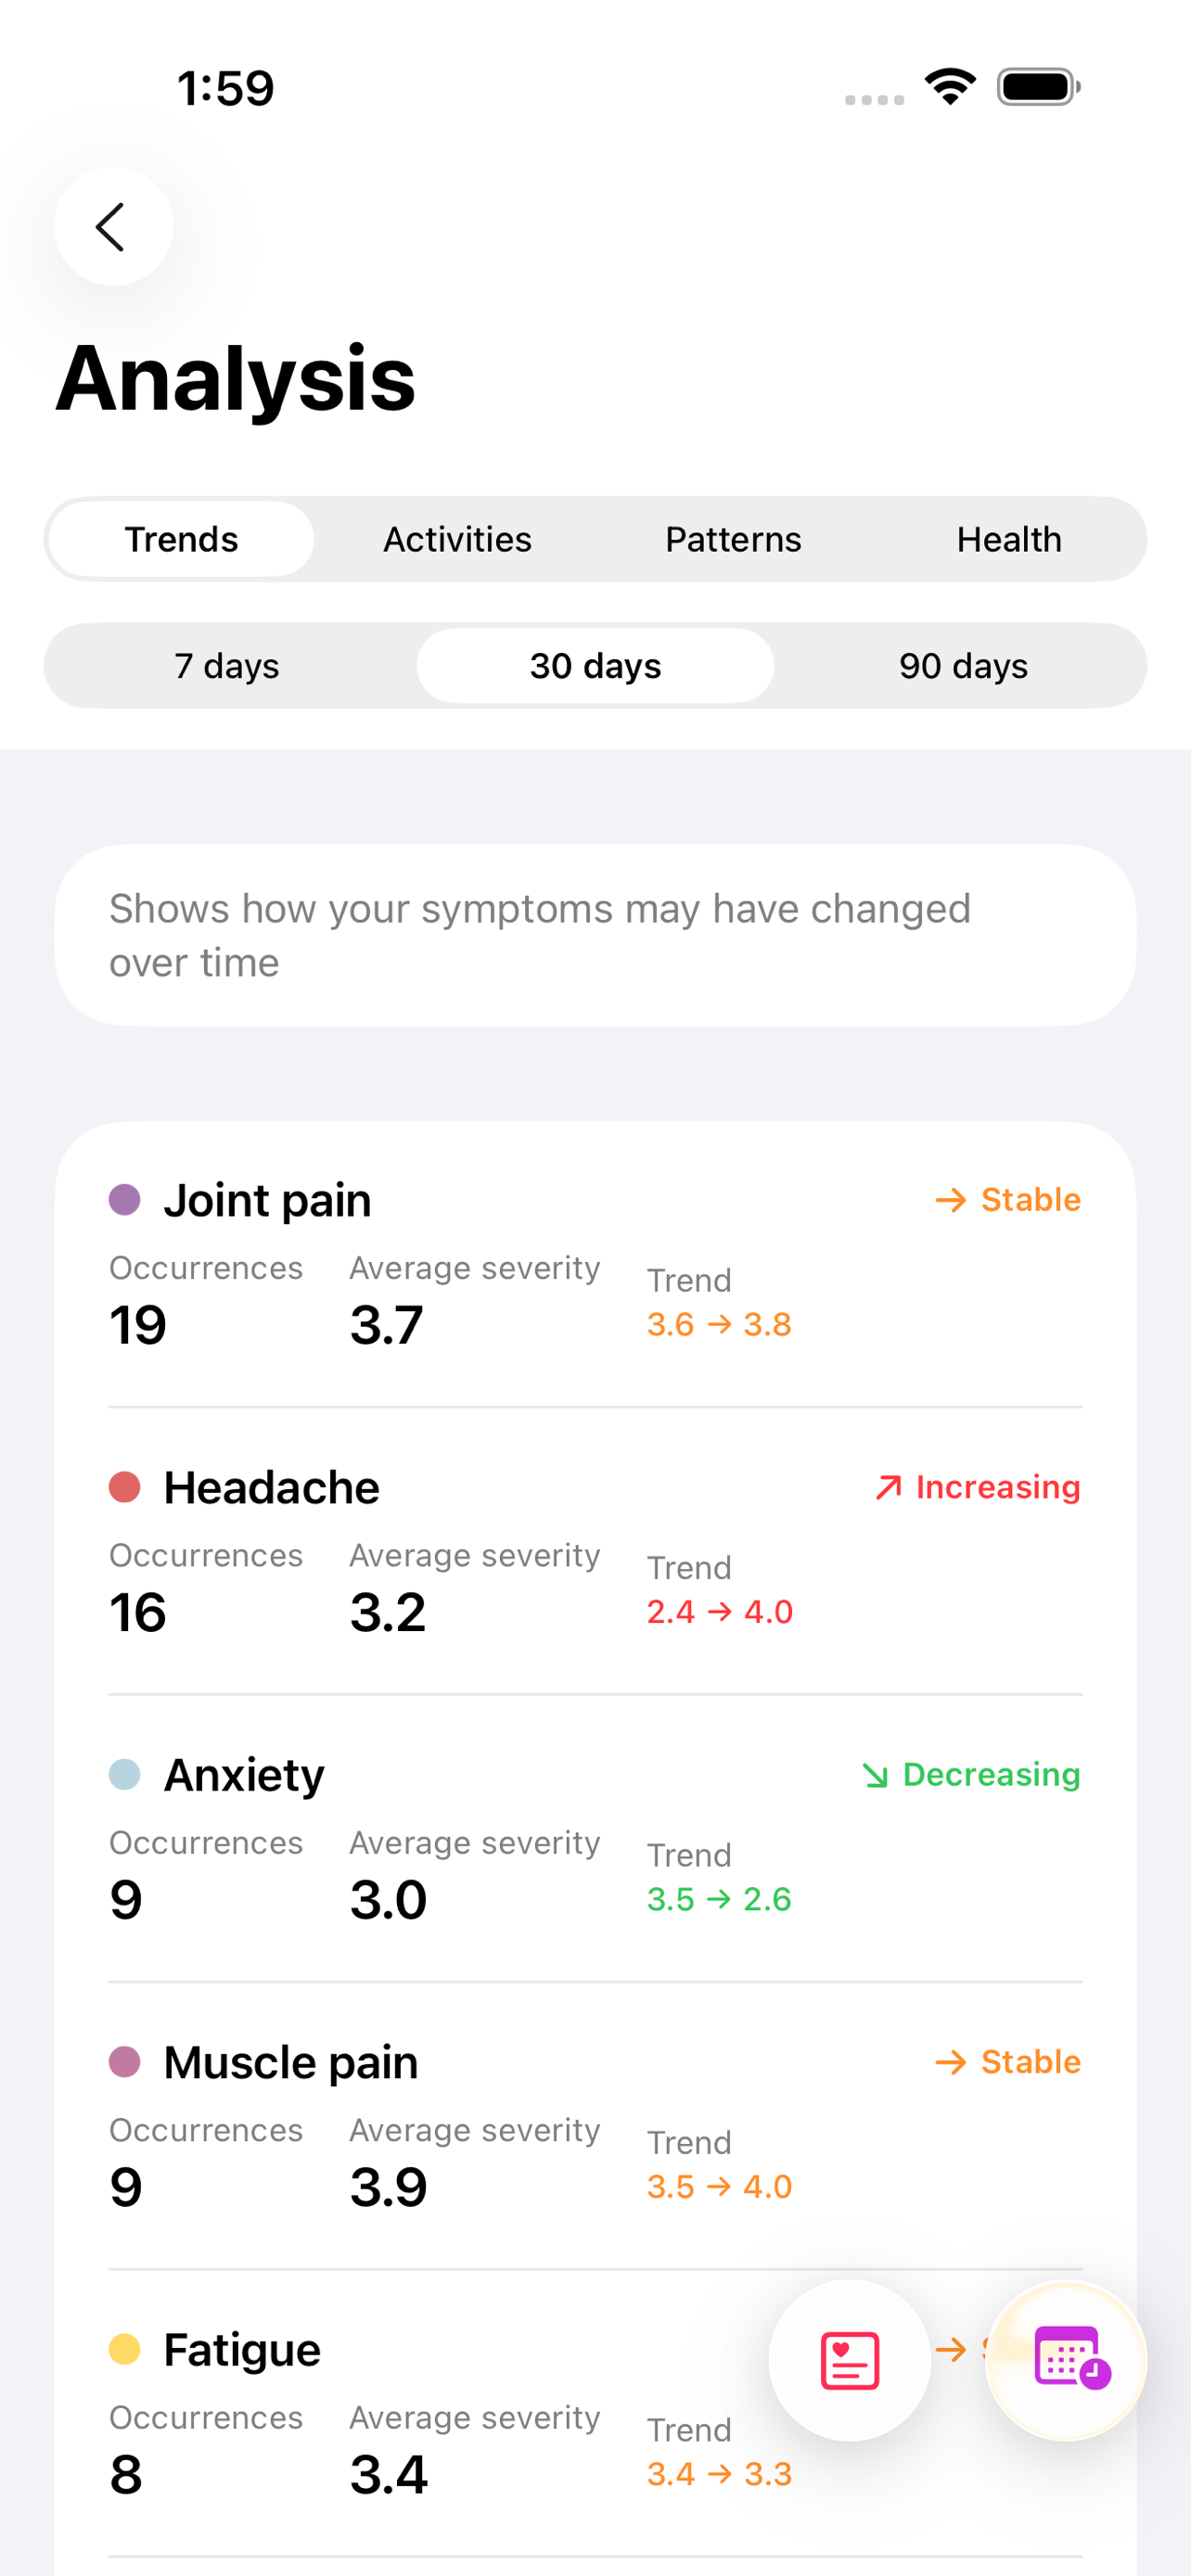 1:59
Analysis
Trends Activities Patterns Health
7 days 30 days 90 days
Shows how your symptoms may have changed
over time
Joint pain → Stable
Occurrences Average severity Trend
19 3.7 3.6 → 3.8
Headache ↗ Increasing
Occurrences Average severity Trend
16 3.2 2.4 → 4.0
Anxiety ↘ Decreasing
Occurrences Average severity Trend
9 3.0 3.5 → 2.6
Muscle pain → Stable
Occurrences Average severity Trend
9 3.9 3.5 → 4.0
Fatigue →
Occurrences Average severity Trend
8 3.4 3.4 → 3.3